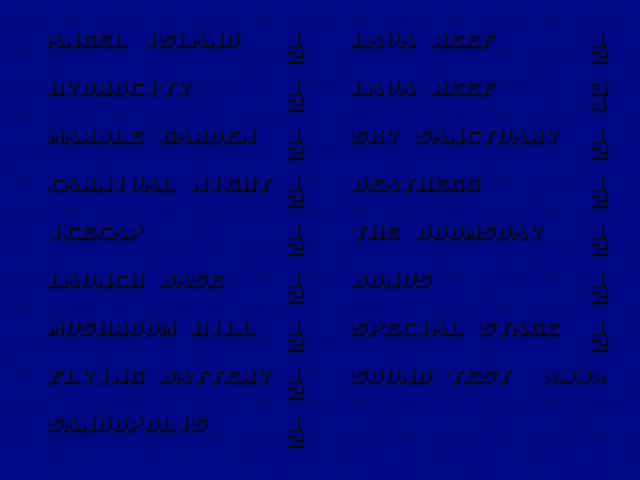 ANGEL ISLAND 1
2
HYDROCITY 1
2
MARBLE GARDEN 1
2
CARNIVAL NIGHT 1
2
ICECAP 1
2
LAUNCH BASE 1
2
MUSHROOM HILL 1
2
FLYING BATTERY 1
2
SANDOPOLIS 1
2
LAVA REEF 1
2
LAVA REEF 3
4
SKY SANCTUARY 1
2
DEATHEGG 1
2
THE DOOMSDAY 1
2
BONUS 1
2
SPECIAL STAGE 1
2
SOUND TEST